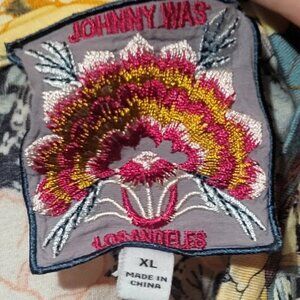 JOHNNY WAS
LOS ANGELES
XL
MADE IN
CHINA